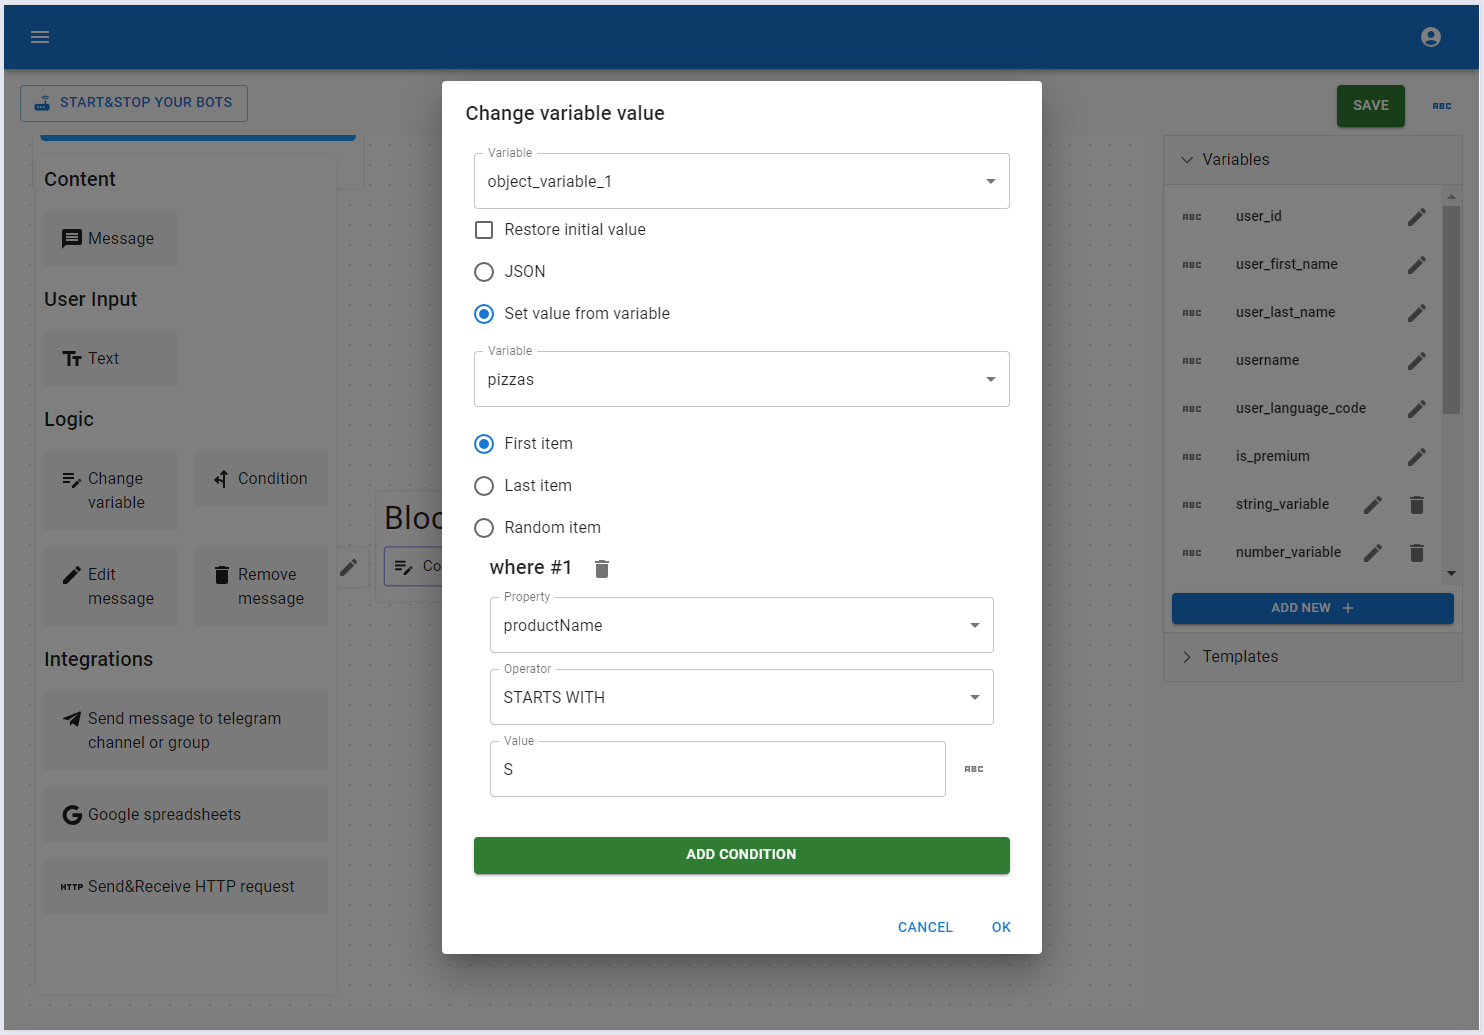 START&STOP YOUR BOTS
SAVE
ABC
Content
Message
User Input
Text
Logic
Change
variable
Condition
Edit
message
Remove
message
Integrations
Send message to telegram
channel or group
Google spreadsheets
HTTP Send&Receive HTTP request
Bloc
Co
Change variable value
Variable
object_variable_1
Restore initial value
JSON
Set value from variable
Variable
pizzas
First item
Last item
Random item
where #1
Property
productName
Operator
STARTS WITH
Value
S
ABC
ADD CONDITION
CANCEL
OK
Variables
ABC user_id
ABC user_first_name
ABC user_last_name
ABC username
ABC user_language_code
ABC is_premium
ABC string_variable
ABC number_variable
ADD NEW
Templates